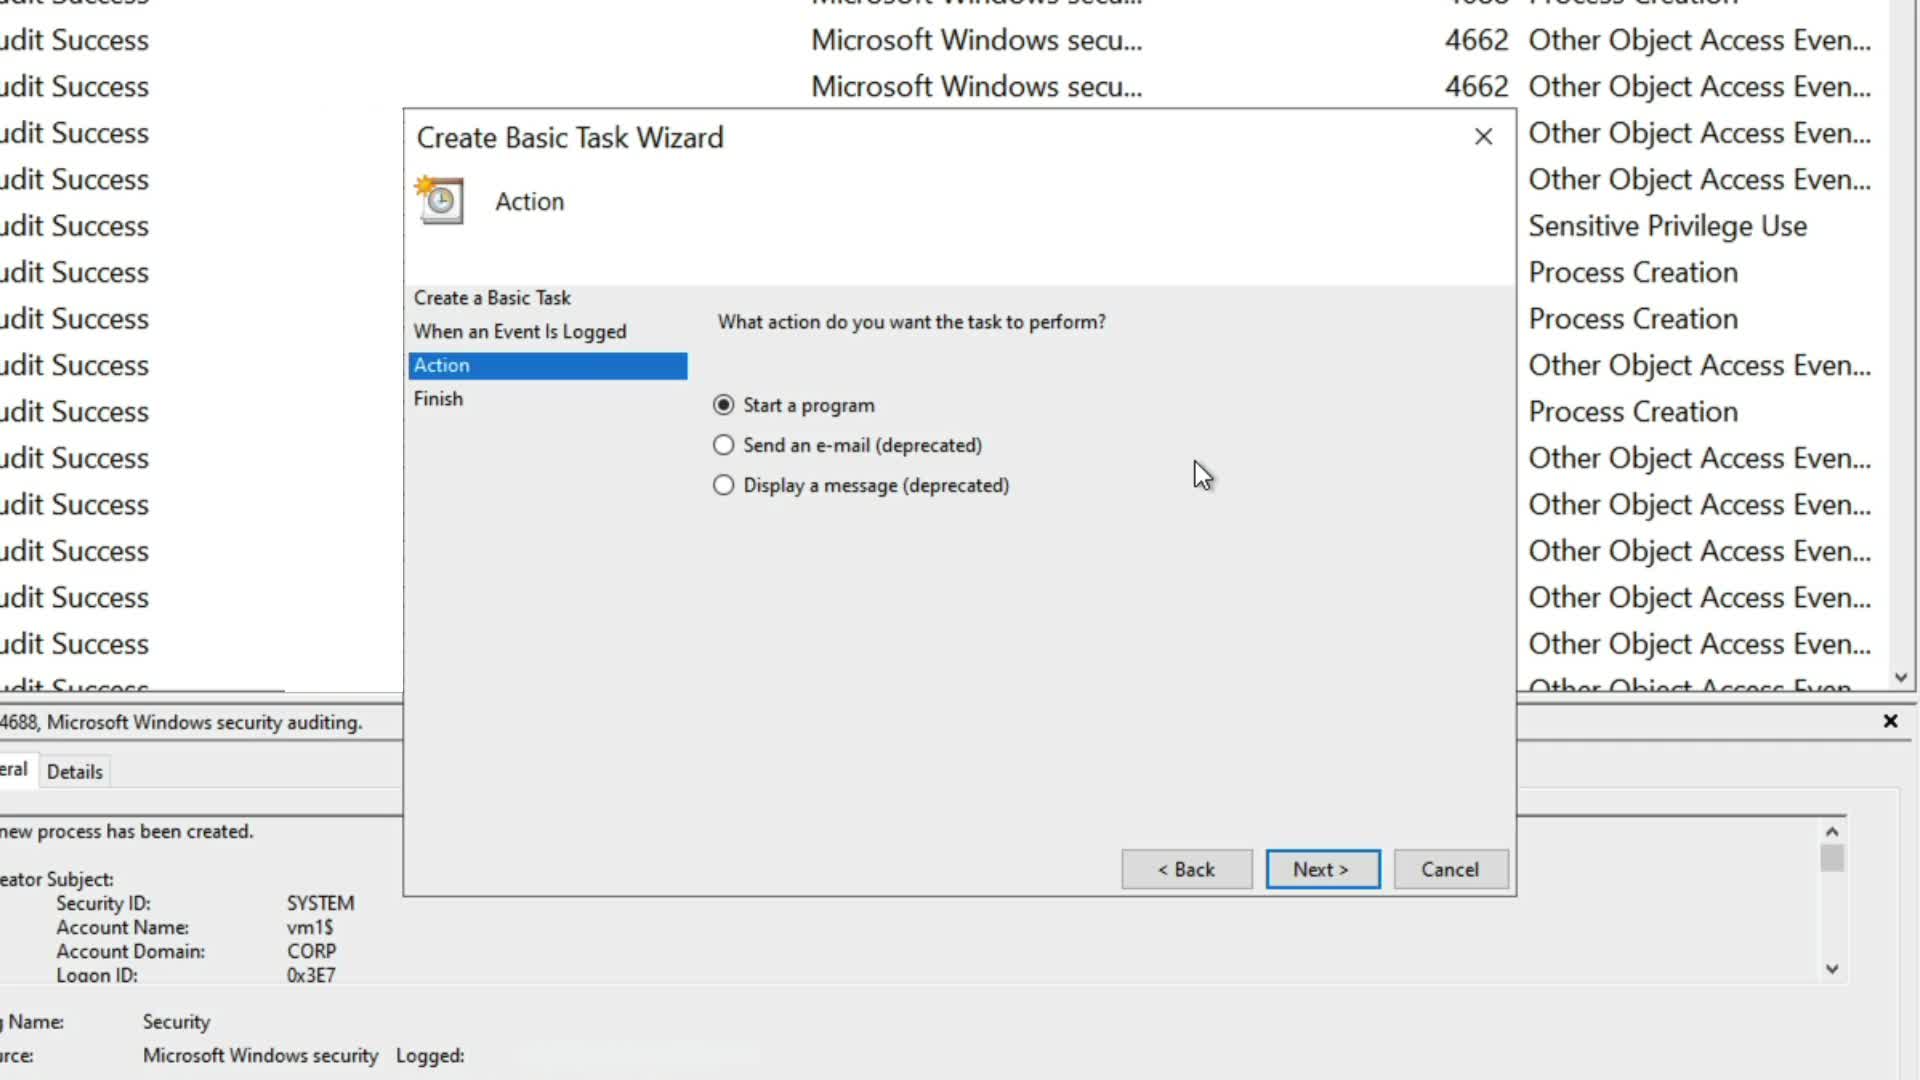 udit Success Microsoft Windows secu... 4662 Other Object Access Even...
udit Success Microsoft Windows secu... 4662 Other Object Access Even...
udit Success Other Object Access Even...
udit Success Other Object Access Even...
udit Success Sensitive Privilege Use
udit Success Process Creation
udit Success Process Creation
udit Success Other Object Access Even...
udit Success Process Creation
udit Success Other Object Access Even...
udit Success Other Object Access Even...
udit Success Other Object Access Even...
udit Success Other Object Access Even...
udit Success Other Object Access Even...
Create Basic Task Wizard
Action
Create a Basic Task
When an Event Is Logged
Action
Finish
What action do you want the task to perform?
Start a program
Send an e-mail (deprecated)
Display a message (deprecated)
< Back
Next >
Cancel
4688, Microsoft Windows security auditing.
eral Details
new process has been created.
eator Subject:
Security ID: SYSTEM
Account Name: vm1$
Account Domain: CORP
Logon ID: 0x3E7
g Name: Security
urce: Microsoft Windows security Logged: